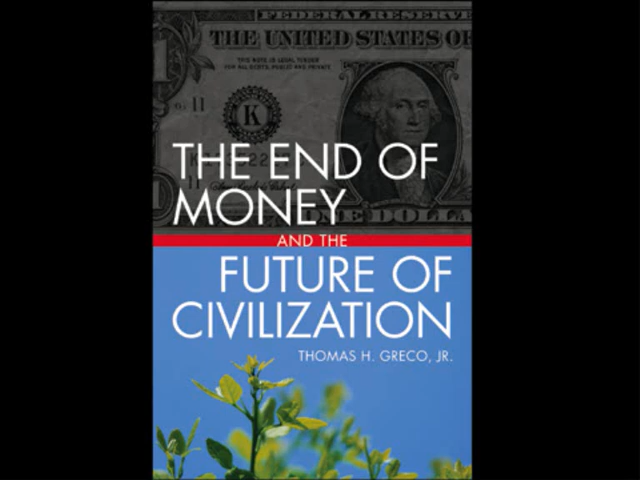 FEDERAL RESERVE
THE UNITED STATES OF
THIS NOTE IS LEGAL TENDER
FOR ALL DEBTS, PUBLIC AND PRIVATE
K
THE END OF
MONEY
AND THE
FUTURE OF
CIVILIZATION
THOMAS H. GRECO, JR.